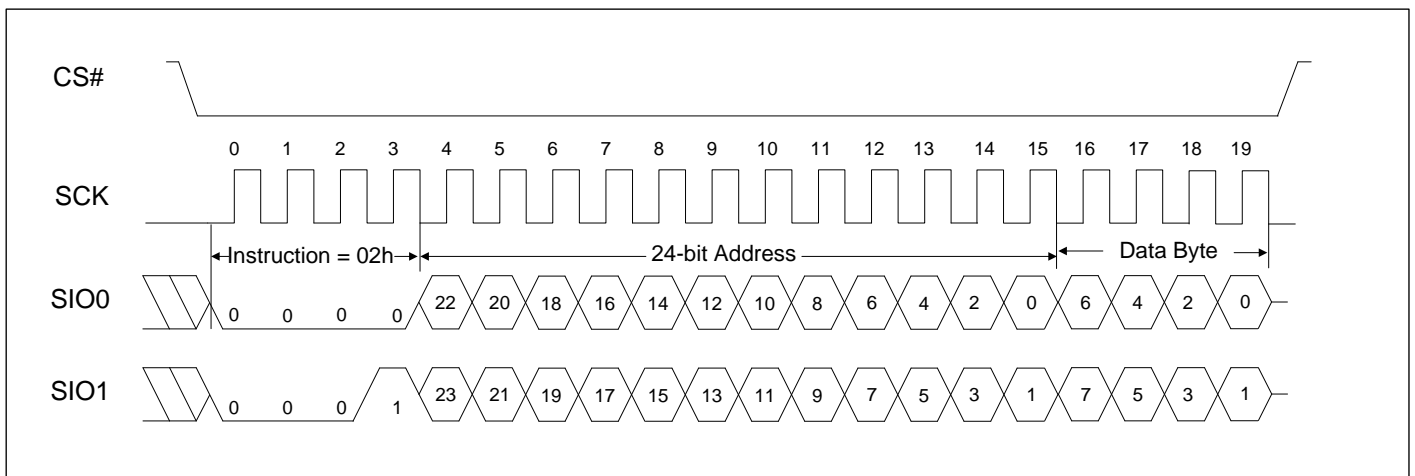 CS#
0 1 2 3 4 5 6 7 8 9 10 11 12 13 14 15 16 17 18 19
SCK
Instruction = 02h 24-bit Address Data Byte
SIO0 0 0 0 0 22 20 18 16 14 12 10 8 6 4 2 0 6 4 2 0
SIO1 0 0 0 1 23 21 19 17 15 13 11 9 7 5 3 1 7 5 3 1